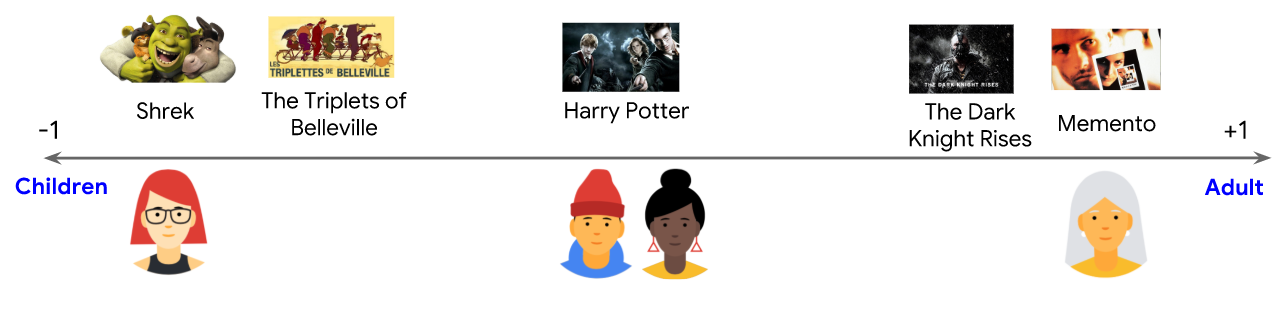 LES
TRIPLETTES DE BELLEVILLE
THE DARK KNIGHT RISES
Shrek
The Triplets of
Belleville
Harry Potter
The Dark
Knight Rises
Memento
-1
+1
Children
Adult